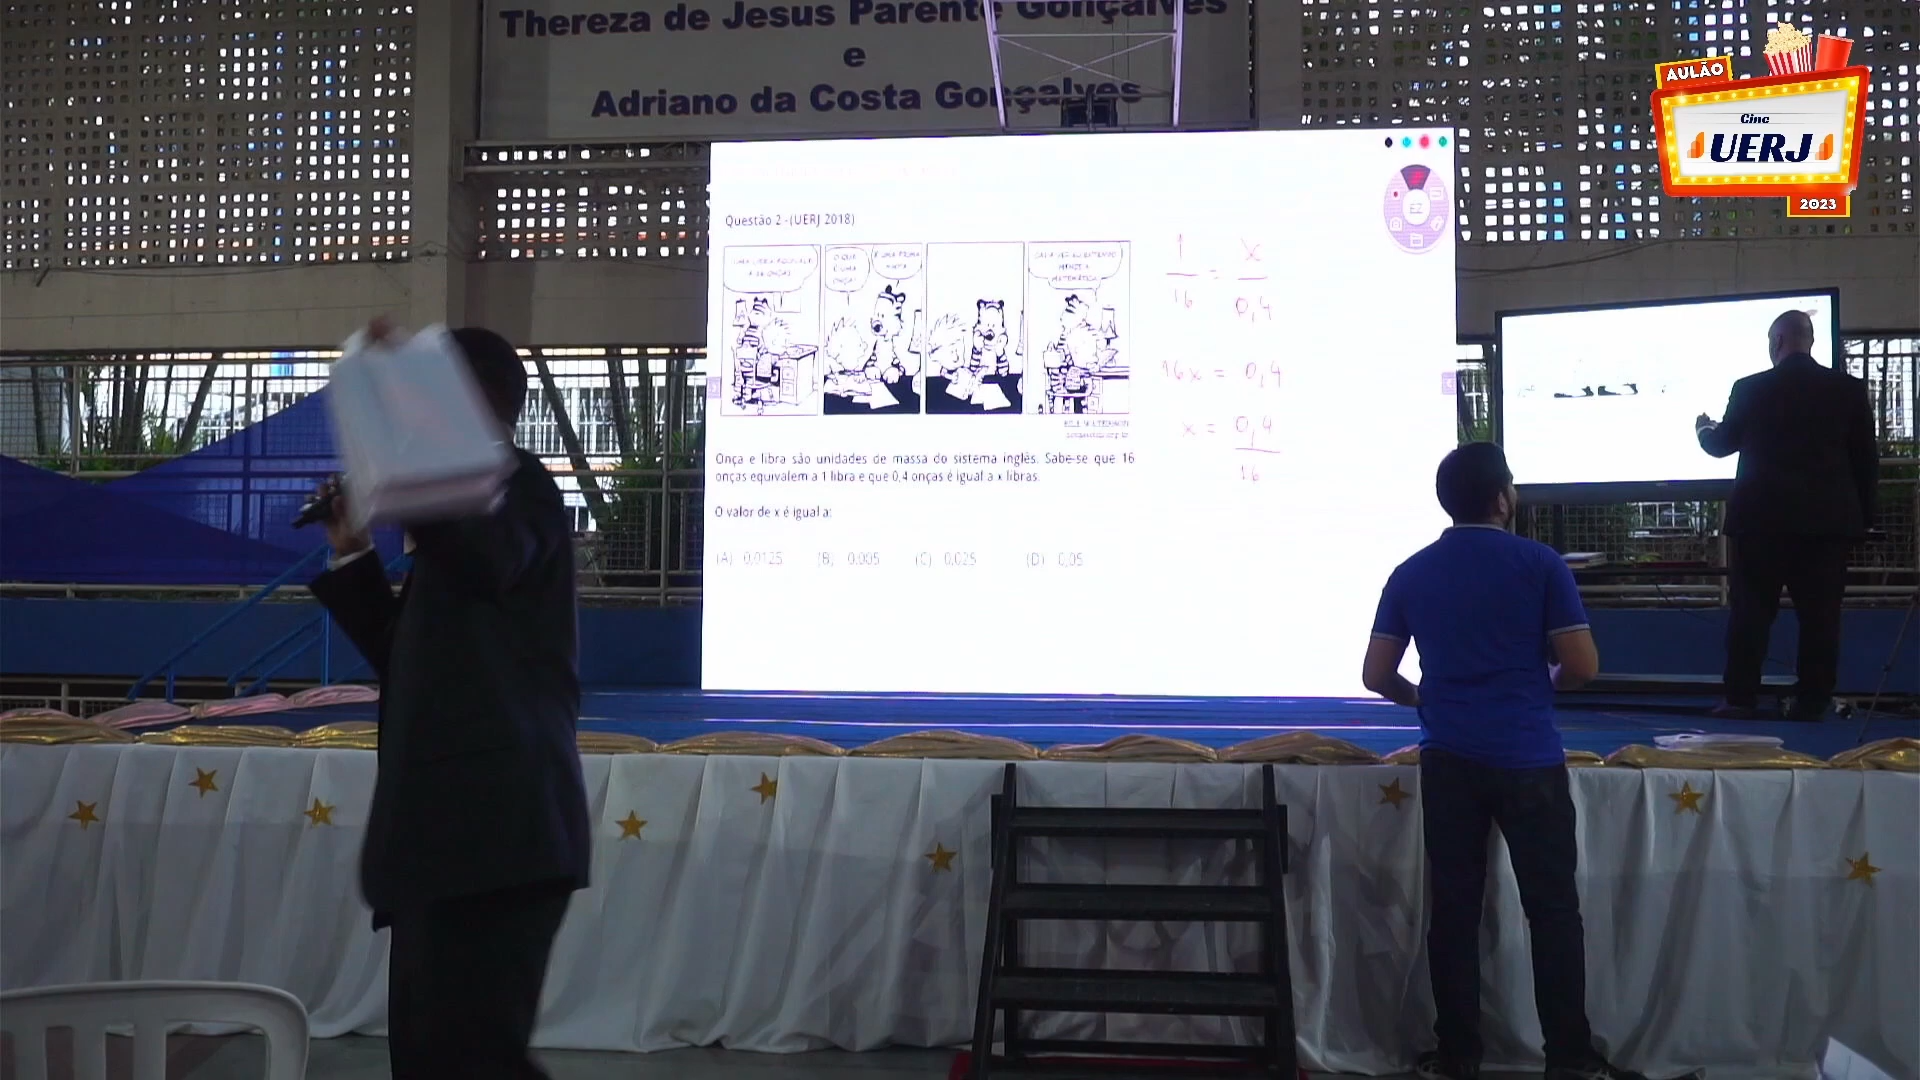 Thereza de Jesus Parente Gonçalves
e
Adriano da Costa Gonçalves
AULÃO
Cine
UERJ
2023
Questão 2 - (UERJ 2018)
O QUE É UMA ONÇA?
Onça e libra são unidades de massa do sistema inglês. Sabe-se que 16
onças equivalem a 1 libra e que 0,4 onças é igual a x libras.
O valor de x é igual a:
(A) 0,0125 (B) 0,005 (C) 0,025 (D) 0,05
1/16 = x/0,4
16x = 0,4
x = 0,4/16